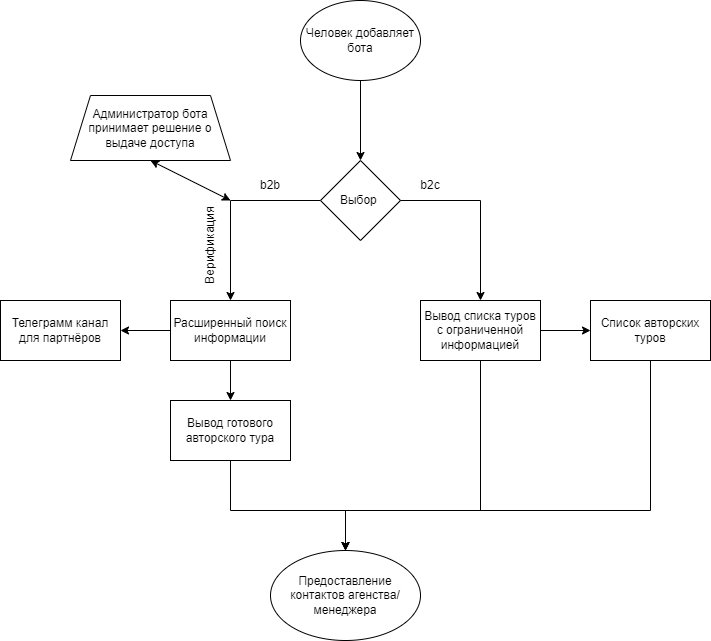 Человек добавляет
бота
Администратор бота
принимает решение о
выдаче доступа
b2b
b2c
Выбор
Верификация
Телеграмм канал
для партнёров
Расширенный поиск
информации
Вывод списка туров
с ограниченной
информацией
Список авторских
туров
Вывод готового
авторского тура
Предоставление
контактов агенства/
менеджера